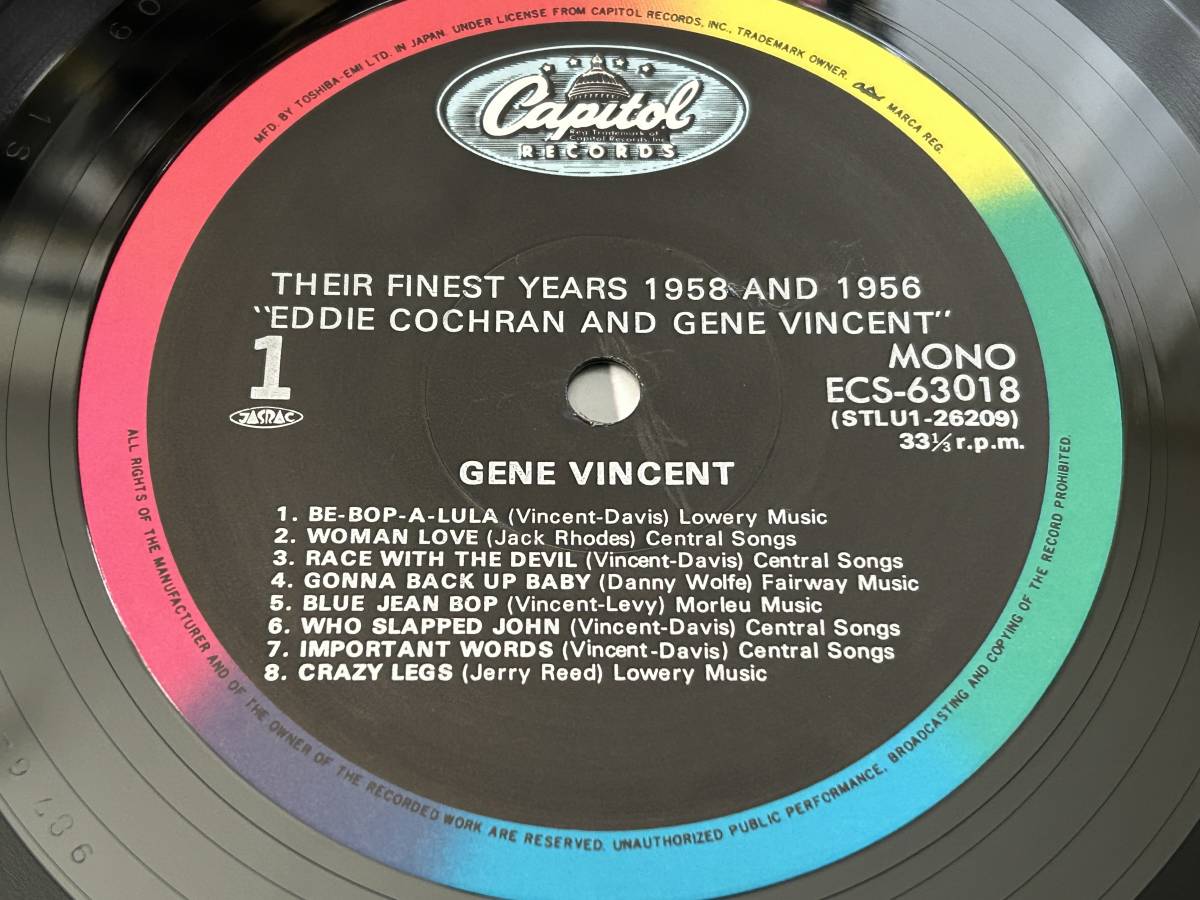 MFD. BY TOSHIBA-EMI LTD. IN JAPAN. UNDER LICENSE FROM CAPITOL RECORDS, INC., TRADEMARK OWNER. MARCA REG.
Capitol
Reg. Trademark of
Capitol Records, Inc.
RECORDS
THEIR FINEST YEARS 1958 AND 1956
"EDDIE COCHRAN AND GENE VINCENT"
1
JASRAC
MONO
ECS-63018
(STLU1-26209)
33⅓ r.p.m.
GENE VINCENT
1. BE-BOP-A-LULA (Vincent-Davis) Lowery Music
2. WOMAN LOVE (Jack Rhodes) Central Songs
3. RACE WITH THE DEVIL (Vincent-Davis) Central Songs
4. GONNA BACK UP BABY (Danny Wolfe) Fairway Music
5. BLUE JEAN BOP (Vincent-Levy) Morleu Music
6. WHO SLAPPED JOHN (Vincent-Davis) Central Songs
7. IMPORTANT WORDS (Vincent-Davis) Central Songs
8. CRAZY LEGS (Jerry Reed) Lowery Music
ALL RIGHTS OF THE MANUFACTURER AND OF THE OWNER OF THE RECORDED WORK ARE RESERVED. UNAUTHORIZED PUBLIC PERFORMANCE, BROADCASTING AND COPYING OF THE RECORD PROHIBITED.